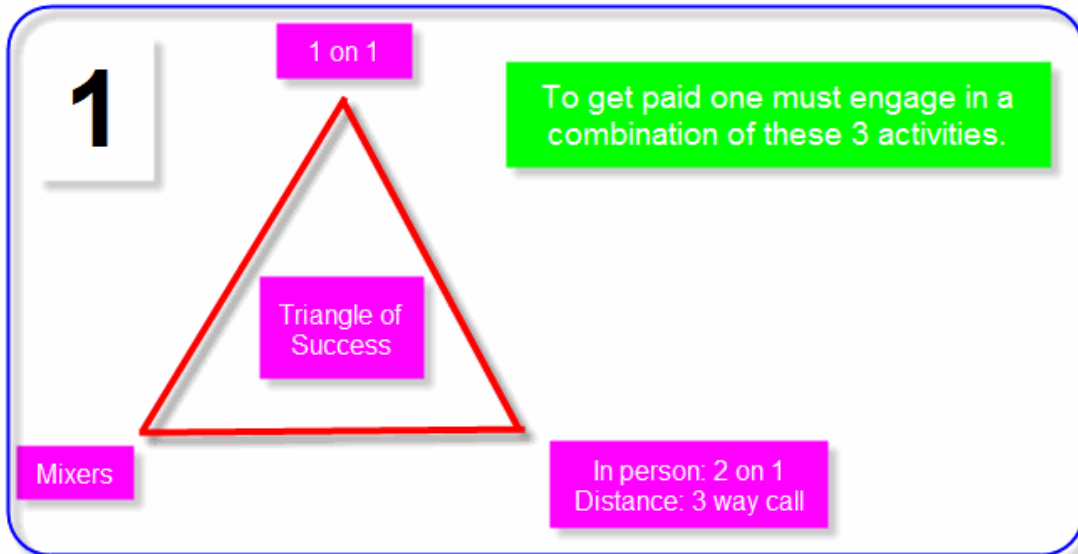 1
1 on 1
To get paid one must engage in a
combination of these 3 activities.
Triangle of
Success
Mixers
In person: 2 on 1
Distance: 3 way call